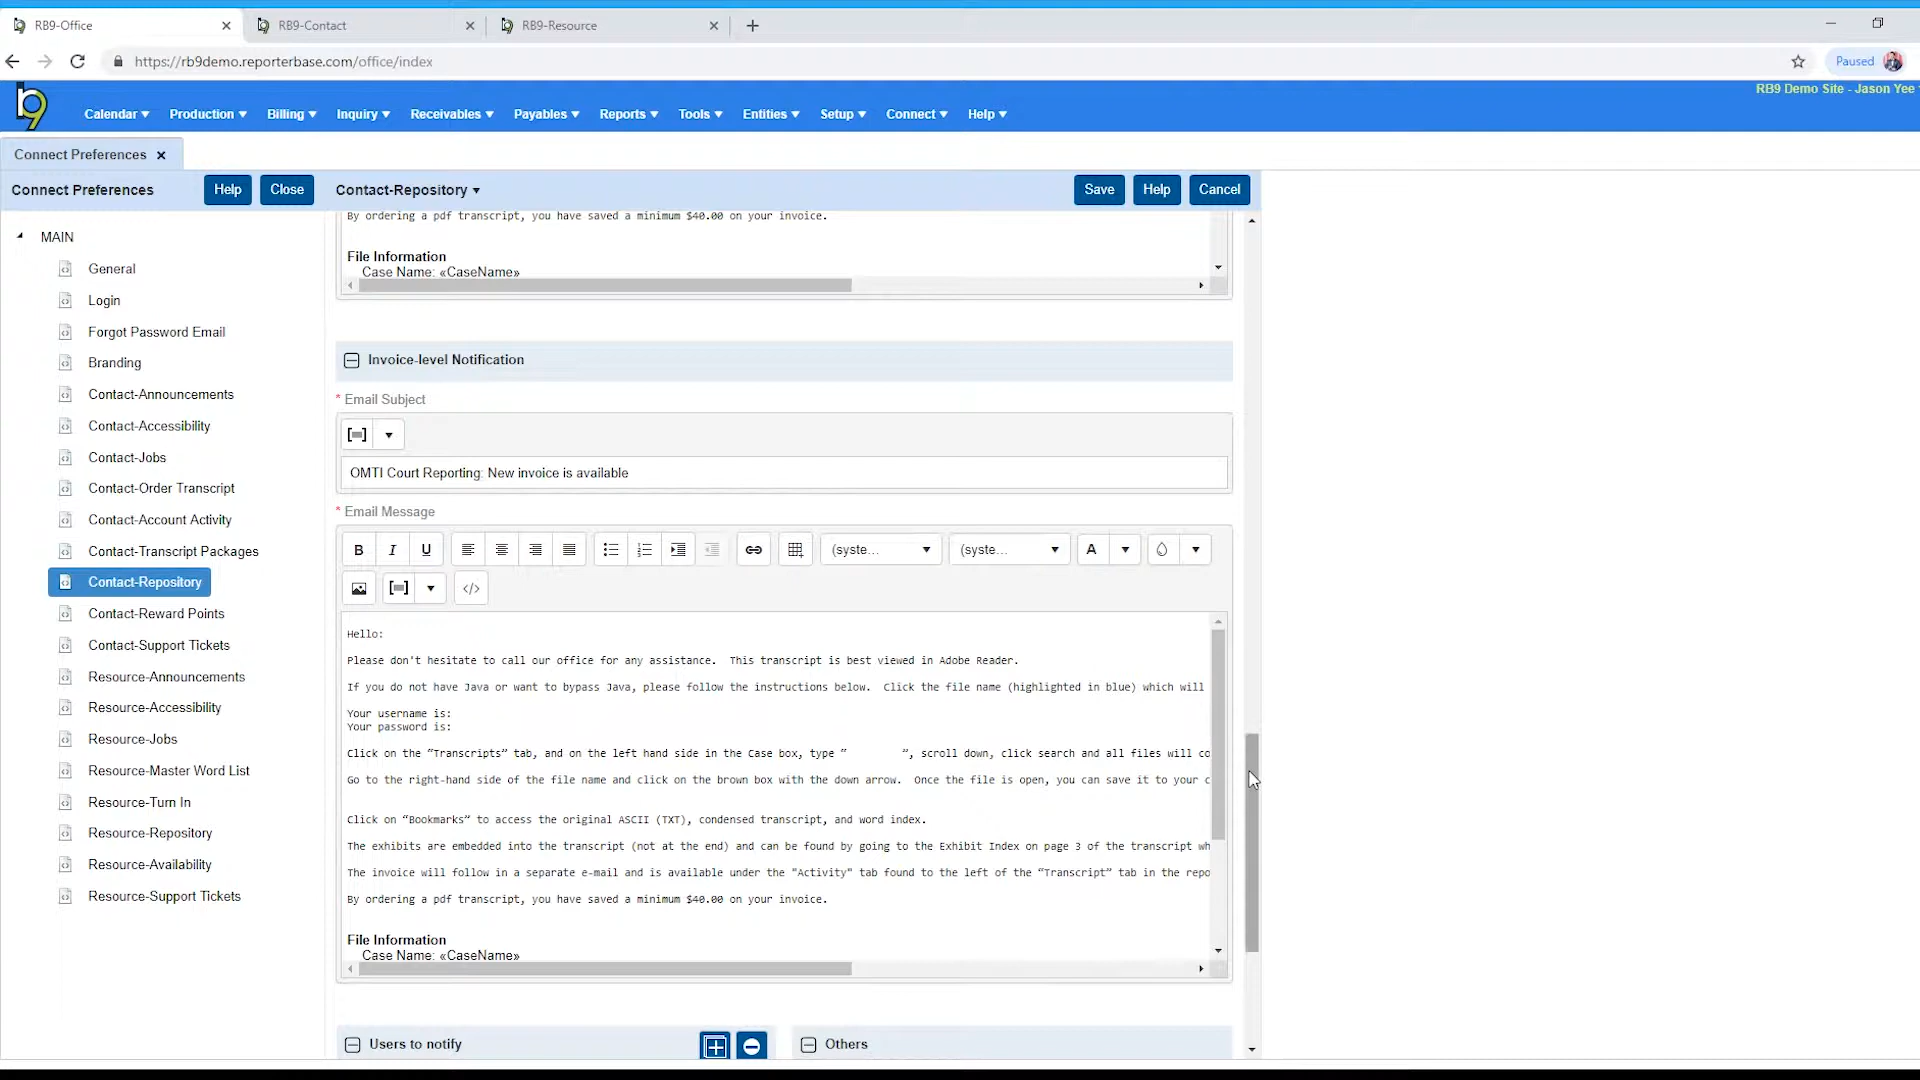 RB9-Office
RB9-Contact
RB9-Resource
https://rb9demo.reporterbase.com/office/index
Paused
RB9 Demo Site - Jason Yee
b9
Calendar
Production
Billing
Inquiry
Receivables
Payables
Reports
Tools
Entities
Setup
Connect
Help
Connect Preferences
Connect Preferences
Help
Close
Contact-Repository
Save
Help
Cancel
MAIN
General
Login
Forgot Password Email
Branding
Contact-Announcements
Contact-Accessibility
Contact-Jobs
Contact-Order Transcript
Contact-Account Activity
Contact-Transcript Packages
Contact-Repository
Contact-Reward Points
Contact-Support Tickets
Resource-Announcements
Resource-Accessibility
Resource-Jobs
Resource-Master Word List
Resource-Turn In
Resource-Repository
Resource-Availability
Resource-Support Tickets
By ordering a pdf transcript, you have saved a minimum $40.00 on your invoice.
File Information
Case Name: «CaseName»
Invoice-level Notification
* Email Subject
OMTI Court Reporting: New invoice is available
* Email Message
B I U (syste... (syste... A
Hello:
Please don't hesitate to call our office for any assistance. This transcript is best viewed in Adobe Reader.
If you do not have Java or want to bypass Java, please follow the instructions below. Click the file name (highlighted in blue) which will
Your username is:
Your password is:
Click on the “Transcripts” tab, and on the left hand side in the Case box, type “ ”, scroll down, click search and all files will co
Go to the right-hand side of the file name and click on the brown box with the down arrow. Once the file is open, you can save it to your c
Click on “Bookmarks” to access the original ASCII (TXT), condensed transcript, and word index.
The exhibits are embedded into the transcript (not at the end) and can be found by going to the Exhibit Index on page 3 of the transcript wh
The invoice will follow in a separate e-mail and is available under the "Activity" tab found to the left of the “Transcript” tab in the repo
By ordering a pdf transcript, you have saved a minimum $40.00 on your invoice.
File Information
Case Name: «CaseName»
Users to notify
Others